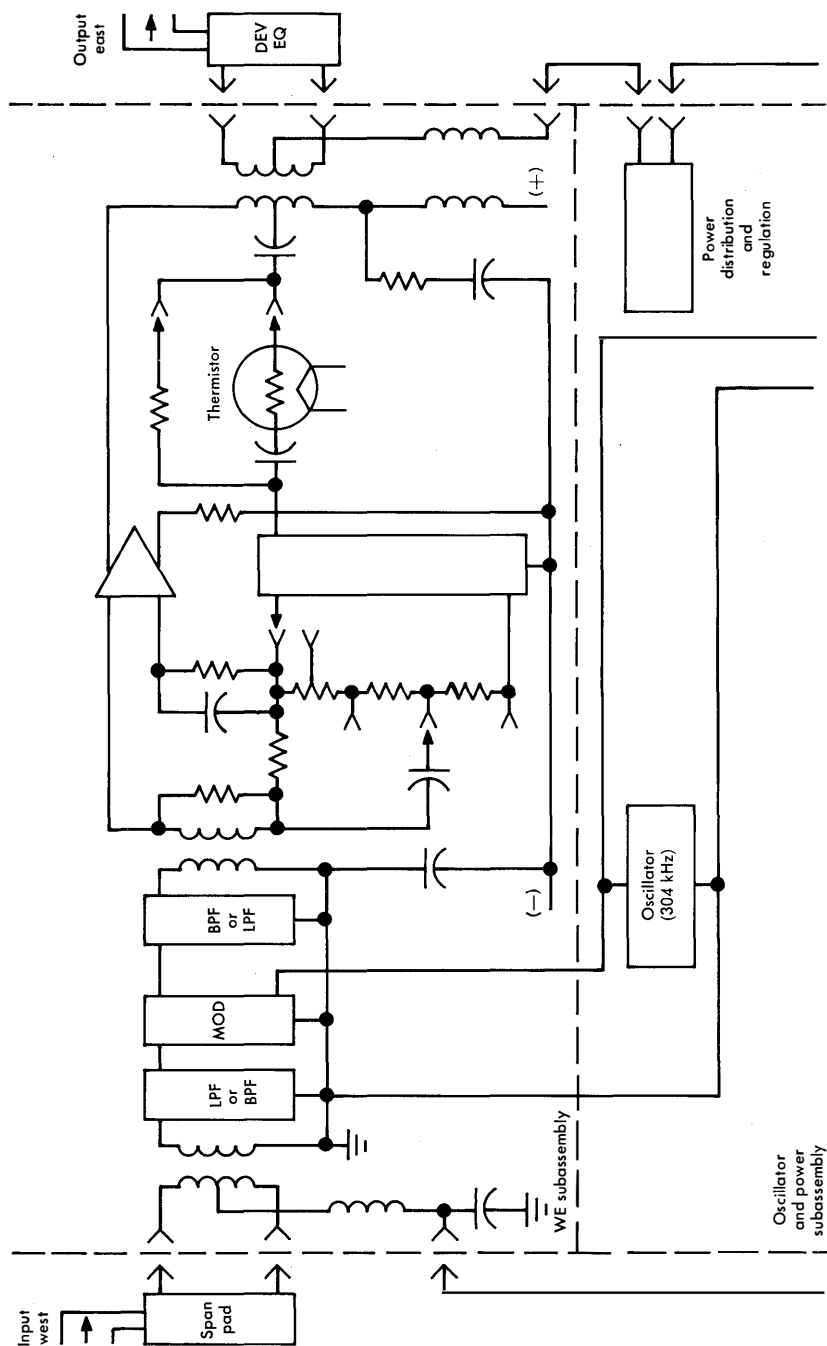 Input
west
Span
pad
LPF
or
BPF
MOD
BPF
or
LPF
Thermistor
Output
east
DEV
EQ
(−)
(+)
WE subassembly
Oscillator
and power
subassembly
Oscillator
(304 kHz)
Power
distribution
and
regulation